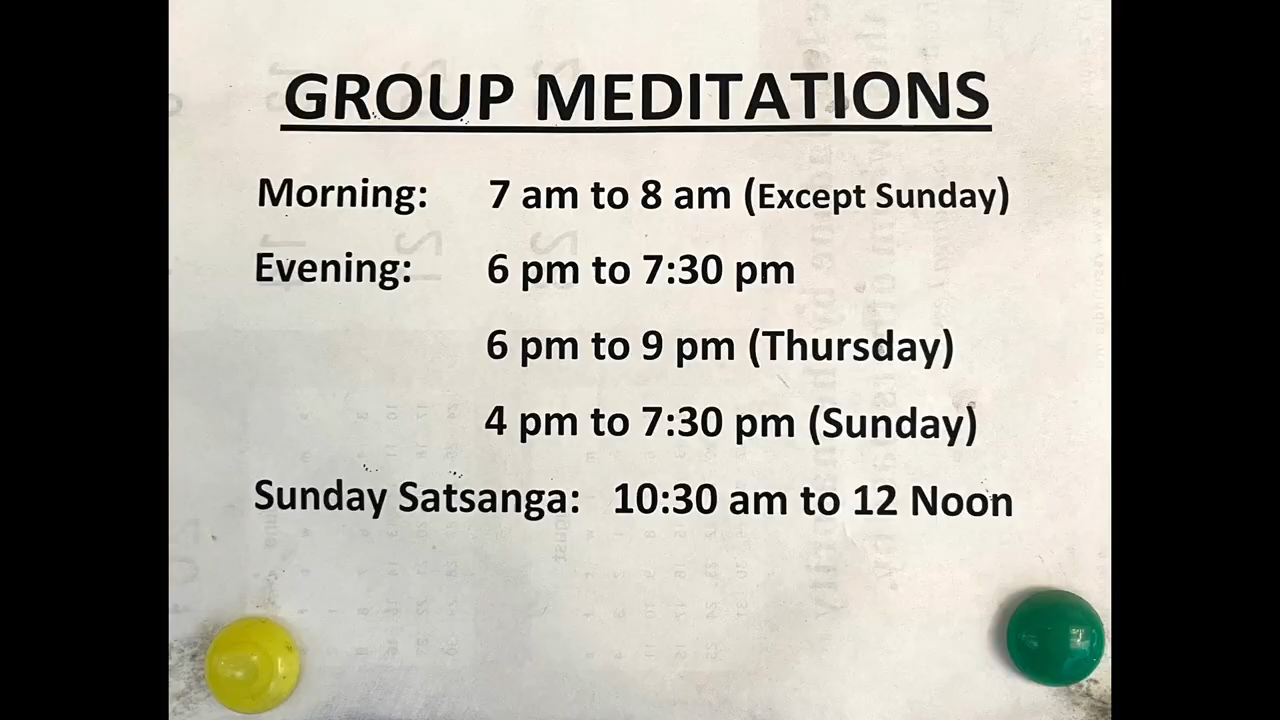 GROUP MEDITATIONS
Morning: 7 am to 8 am (Except Sunday)
Evening: 6 pm to 7:30 pm
6 pm to 9 pm (Thursday)
4 pm to 7:30 pm (Sunday)
Sunday Satsanga: 10:30 am to 12 Noon